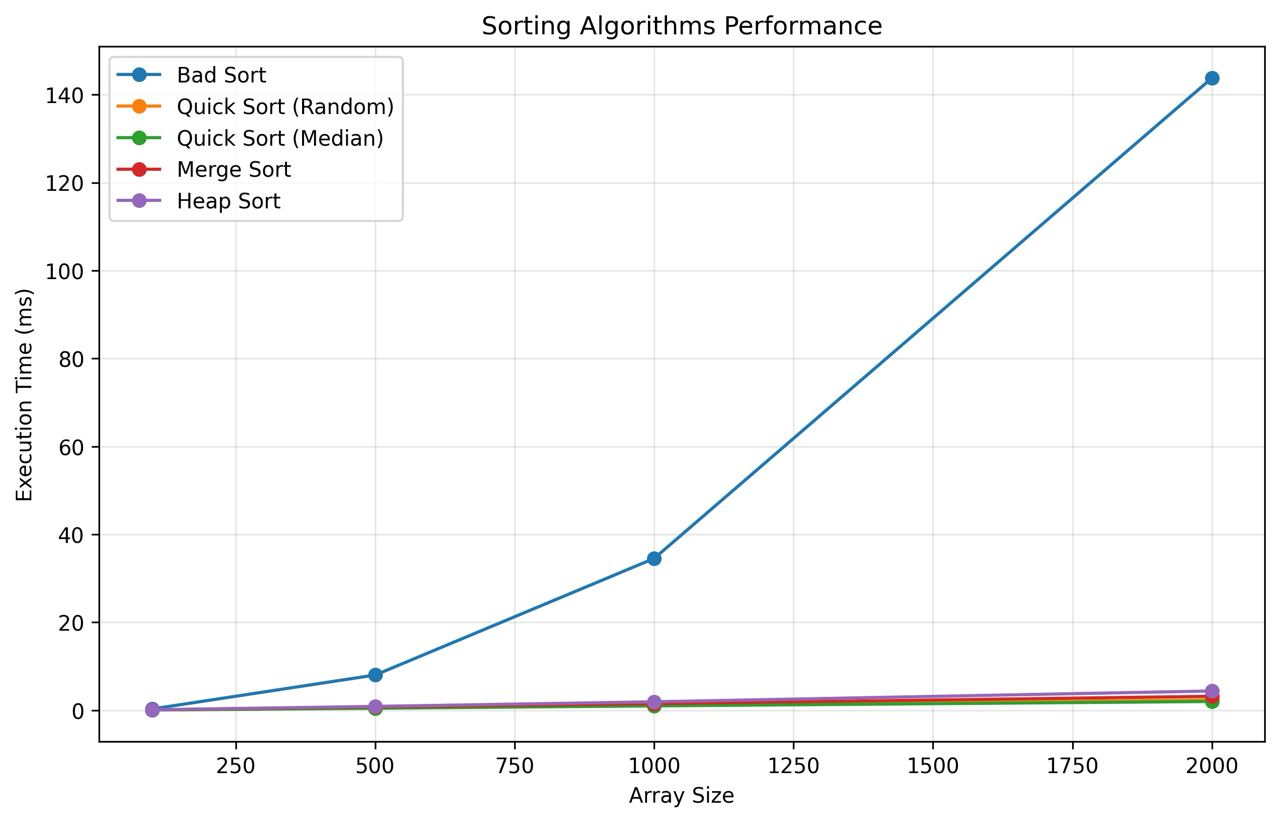 Sorting Algorithms Performance
Bad Sort
Quick Sort (Random)
Quick Sort (Median)
Merge Sort
Heap Sort
140
120
100
80
60
40
20
0
Execution Time (ms)
250 500 750 1000 1250 1500 1750 2000
Array Size